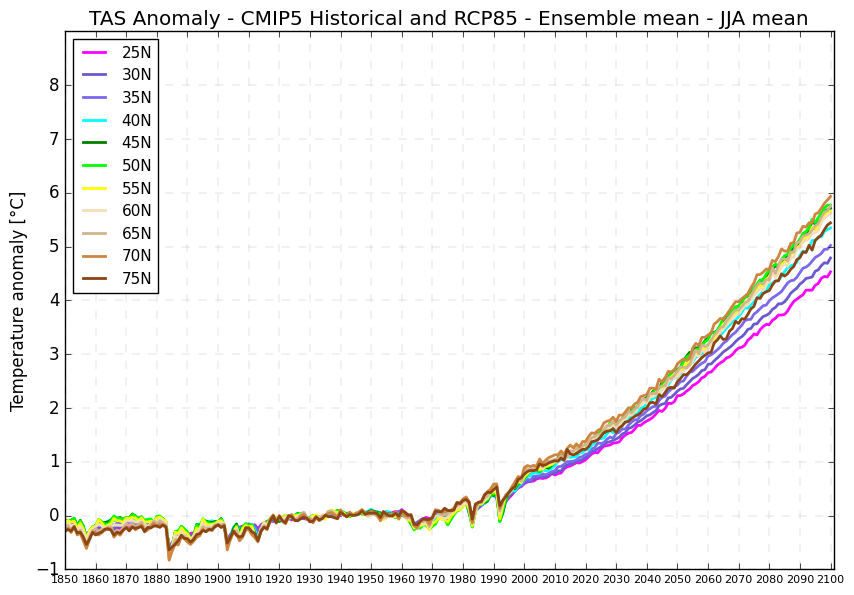 TAS Anomaly - CMIP5 Historical and RCP85 - Ensemble mean - JJA mean
Temperature anomaly [°C]
25N
30N
35N
40N
45N
50N
55N
60N
65N
70N
75N
8
7
6
5
4
3
2
1
0
−1
1850 1860 1870 1880 1890 1900 1910 1920 1930 1940 1950 1960 1970 1980 1990 2000 2010 2020 2030 2040 2050 2060 2070 2080 2090 2100